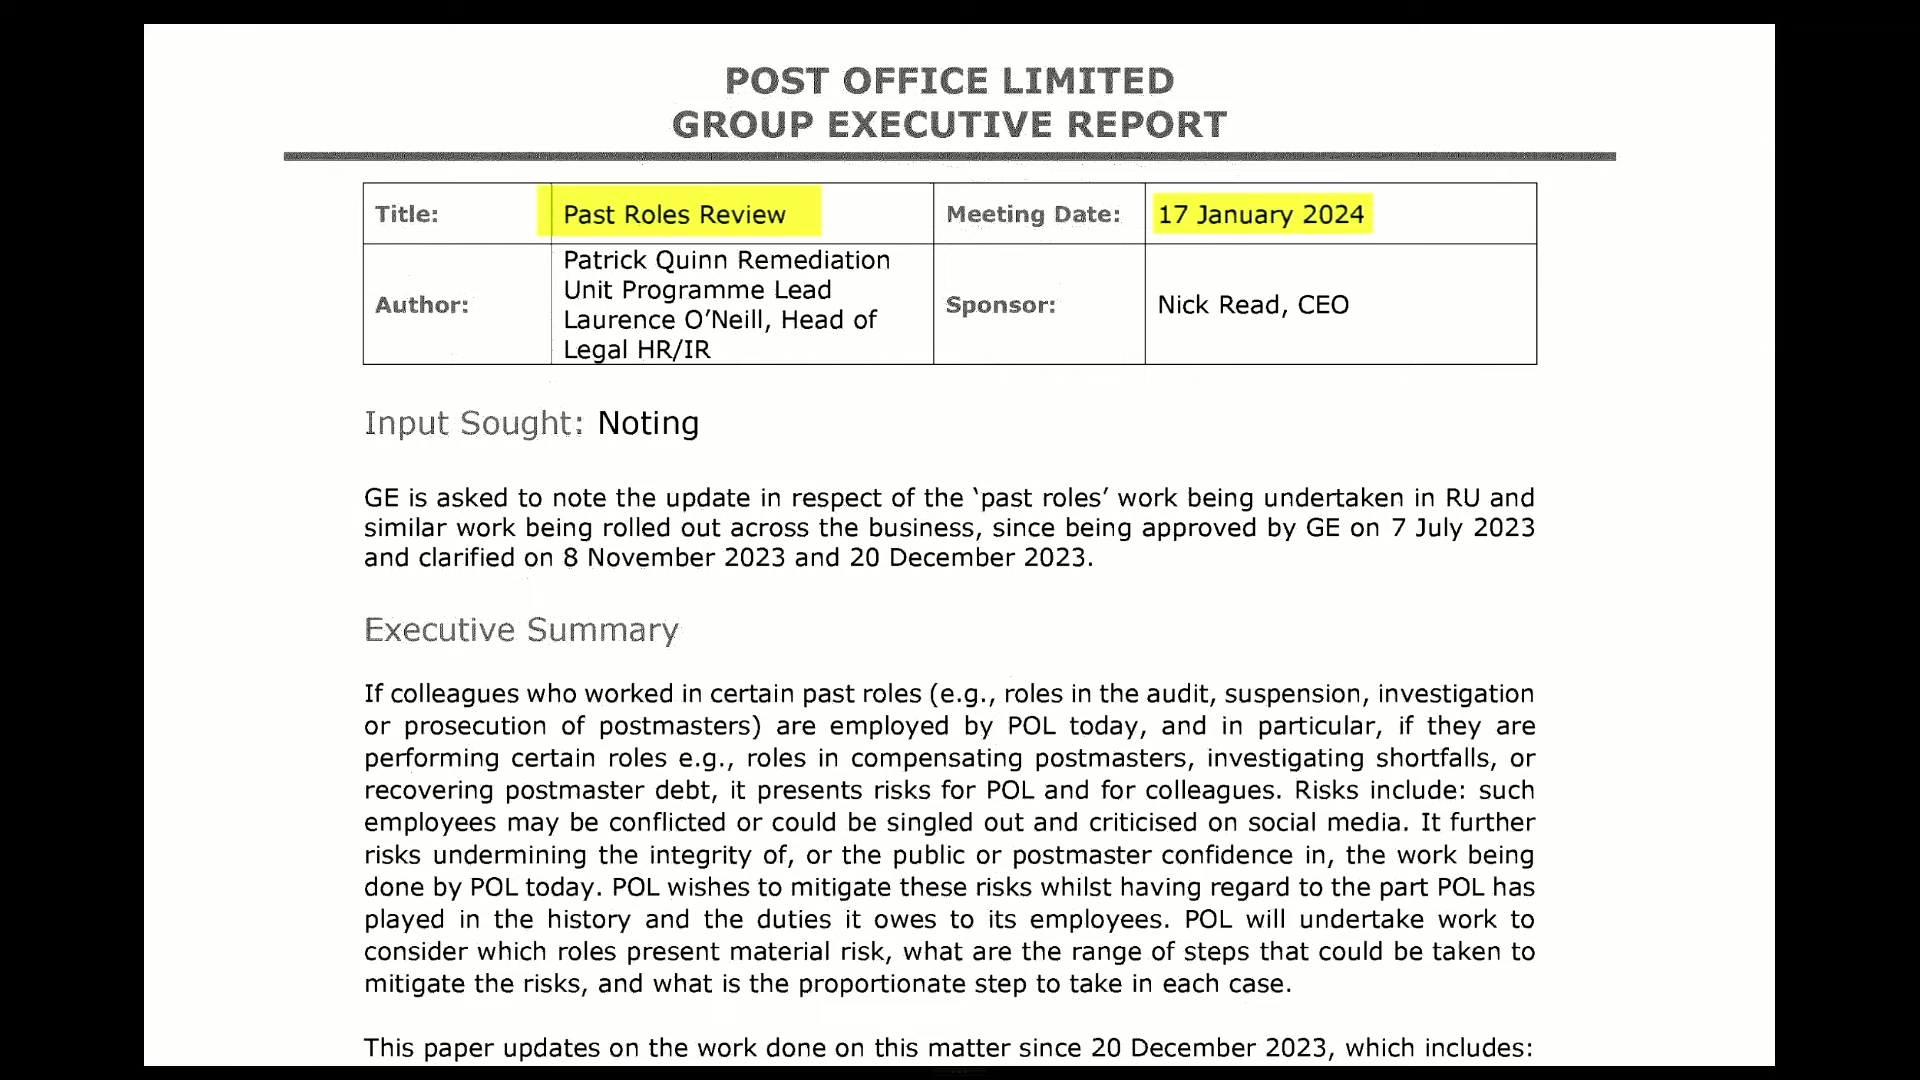 POST OFFICE LIMITED
GROUP EXECUTIVE REPORT
Title: Past Roles Review Meeting Date: 17 January 2024
Author: Patrick Quinn Remediation Unit Programme Lead Laurence O’Neill, Head of Legal HR/IR Sponsor: Nick Read, CEO
Input Sought: Noting
GE is asked to note the update in respect of the ‘past roles’ work being undertaken in RU and
similar work being rolled out across the business, since being approved by GE on 7 July 2023
and clarified on 8 November 2023 and 20 December 2023.
Executive Summary
If colleagues who worked in certain past roles (e.g., roles in the audit, suspension, investigation
or prosecution of postmasters) are employed by POL today, and in particular, if they are
performing certain roles e.g., roles in compensating postmasters, investigating shortfalls, or
recovering postmaster debt, it presents risks for POL and for colleagues. Risks include: such
employees may be conflicted or could be singled out and criticised on social media. It further
risks undermining the integrity of, or the public or postmaster confidence in, the work being
done by POL today. POL wishes to mitigate these risks whilst having regard to the part POL has
played in the history and the duties it owes to its employees. POL will undertake work to
consider which roles present material risk, what are the range of steps that could be taken to
mitigate the risks, and what is the proportionate step to take in each case.
This paper updates on the work done on this matter since 20 December 2023, which includes: